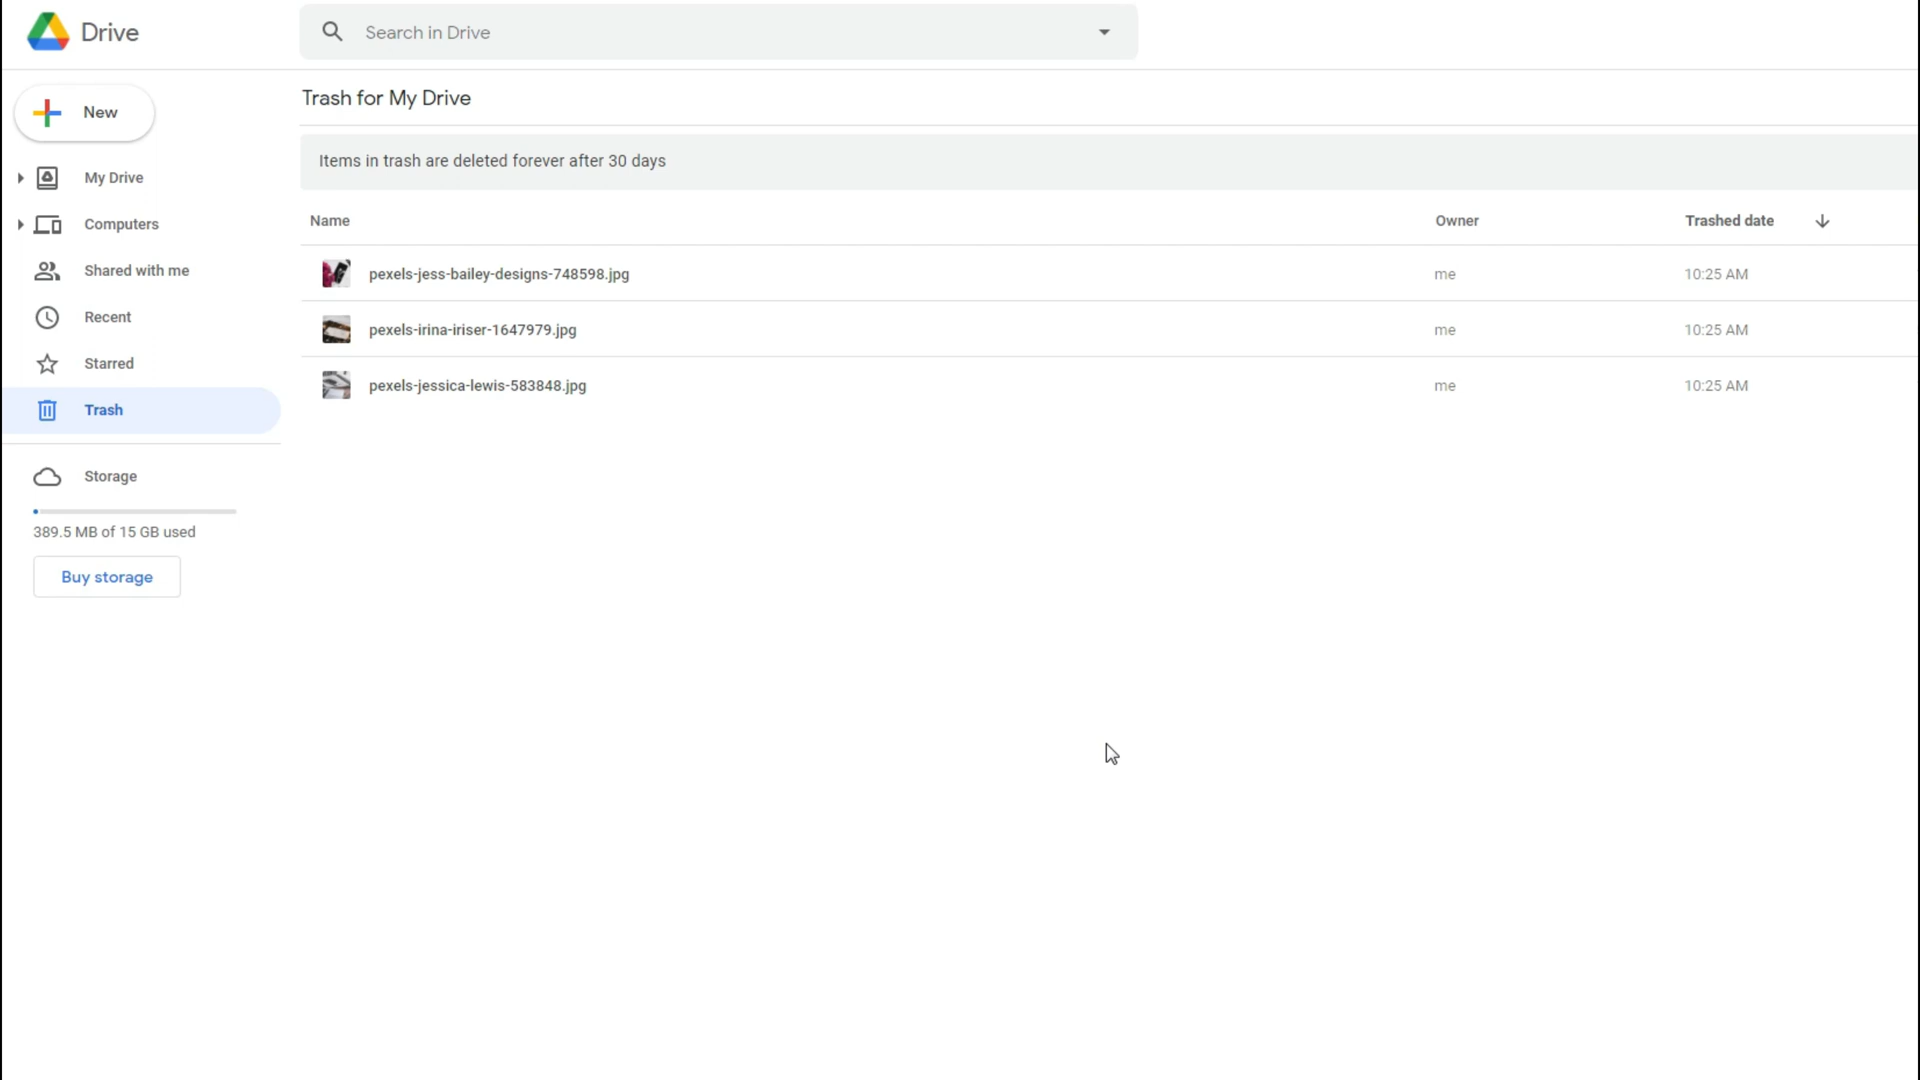 Drive
Search in Drive
New
Trash for My Drive
Items in trash are deleted forever after 30 days
My Drive
Computers
Shared with me
Recent
Starred
Trash
Storage
389.5 MB of 15 GB used
Buy storage
Name Owner Trashed date
pexels-jess-bailey-designs-748598.jpg me 10:25 AM
pexels-irina-iriser-1647979.jpg me 10:25 AM
pexels-jessica-lewis-583848.jpg me 10:25 AM